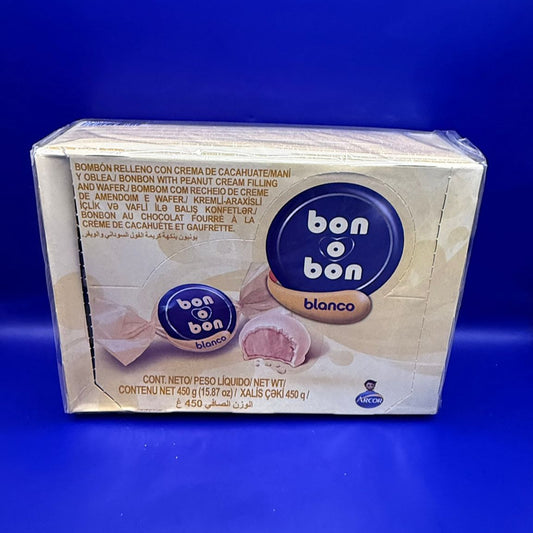 BOMBÓN RELLENO CON CREMA DE CACAHUATE/MANÍ
Y OBLEA/ BONBON WITH PEANUT CREAM FILLING
AND WAFER/ BOMBOM COM RECHEIO DE CREME
DE AMENDOIM E WAFER/ KREMLİ-ARAXİSLİ
İÇLİK VƏ VAFLİ İLƏ BALIŞ KONFETLƏR/
BONBON AU CHOCOLAT FOURRÉ À LA
CRÈME DE CACAHUÈTE ET GAUFRETTE.
بونبون بنكهة كريمة الفول السوداني والويفر
bon
o
bon
blanco
bon
o
bon
blanco
CONT. NETO/ PESO LÍQUIDO/ NET WT/
CONTENU NET 450 g (15.87 oz)/ XALİS ÇƏKİ 450 q/
الوزن الصافي 450 غ
ARCOR